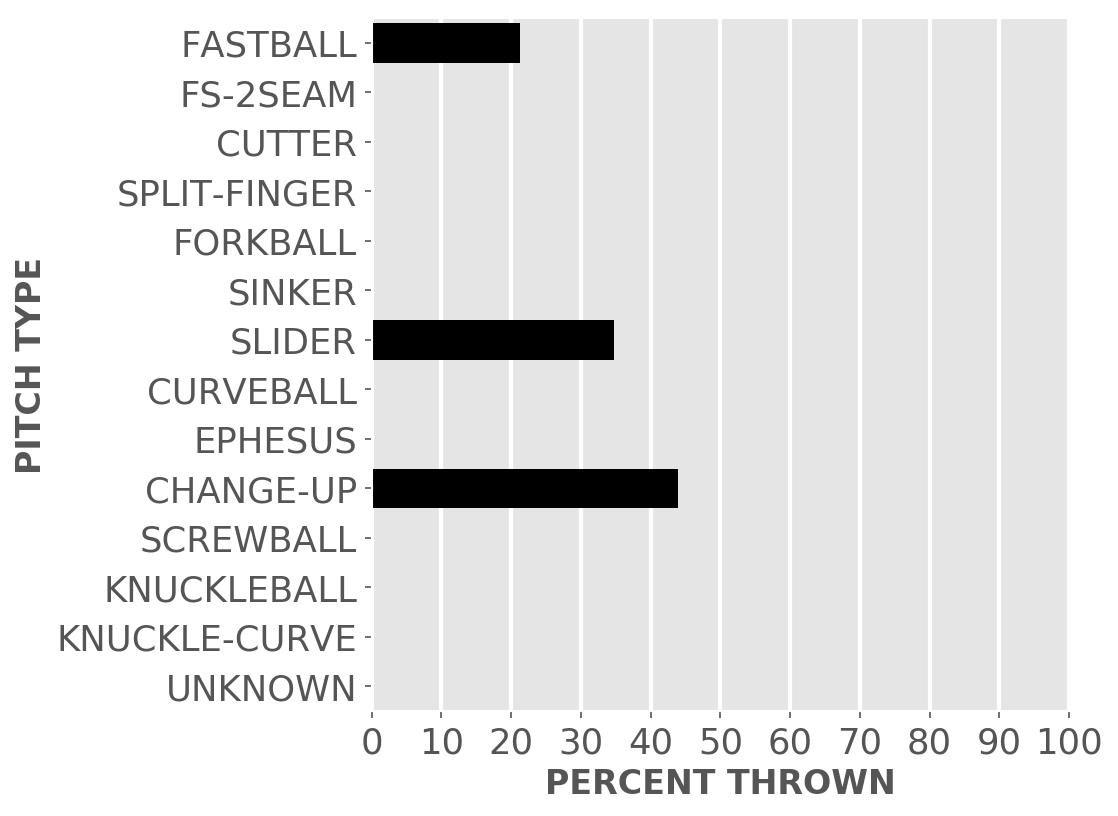 FASTBALL
FS-2SEAM
CUTTER
SPLIT-FINGER
FORKBALL
SINKER
SLIDER
CURVEBALL
EPHESUS
CHANGE-UP
SCREWBALL
KNUCKLEBALL
KNUCKLE-CURVE
UNKNOWN
PITCH TYPE
0 10 20 30 40 50 60 70 80 90 100
PERCENT THROWN